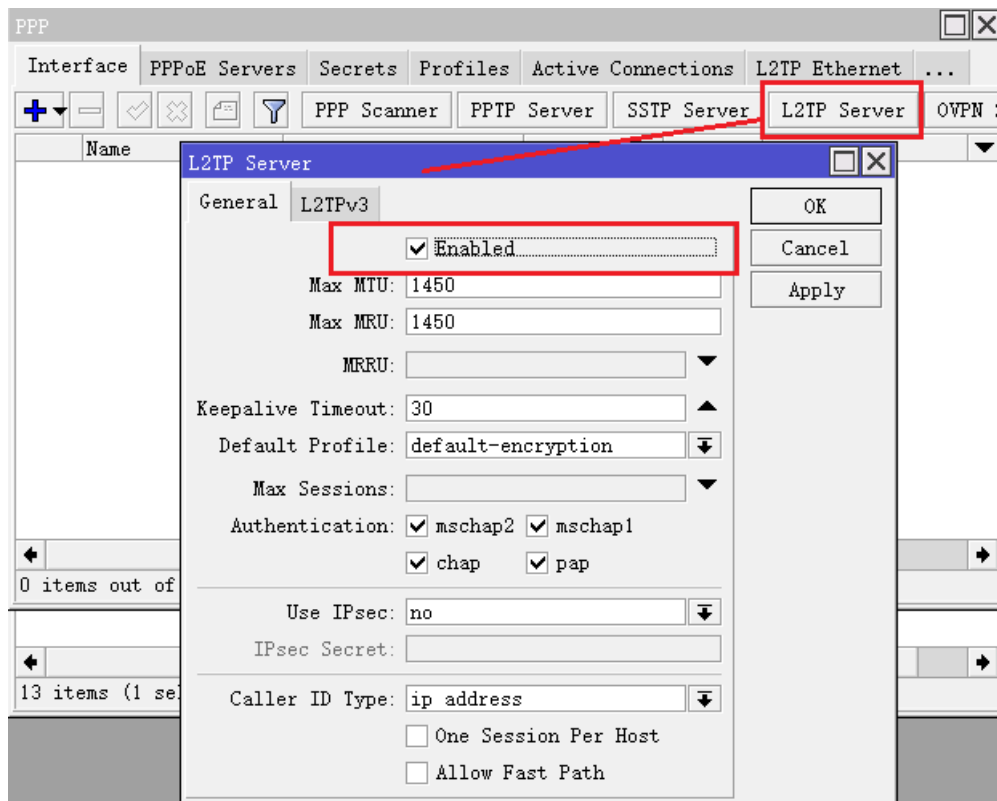 PPP
Interface PPPoE Servers Secrets Profiles Active Connections L2TP Ethernet ...
PPP Scanner PPTP Server SSTP Server L2TP Server OVPN
Name
L2TP Server
General L2TPv3
OK
Enabled
Cancel
Max MTU: 1450
Apply
Max MRU: 1450
MRRU:
Keepalive Timeout: 30
Default Profile: default-encryption
Max Sessions:
Authentication: mschap2 mschap1
chap pap
0 items out of
Use IPsec: no
IPsec Secret:
13 items (1 se
Caller ID Type: ip address
One Session Per Host
Allow Fast Path